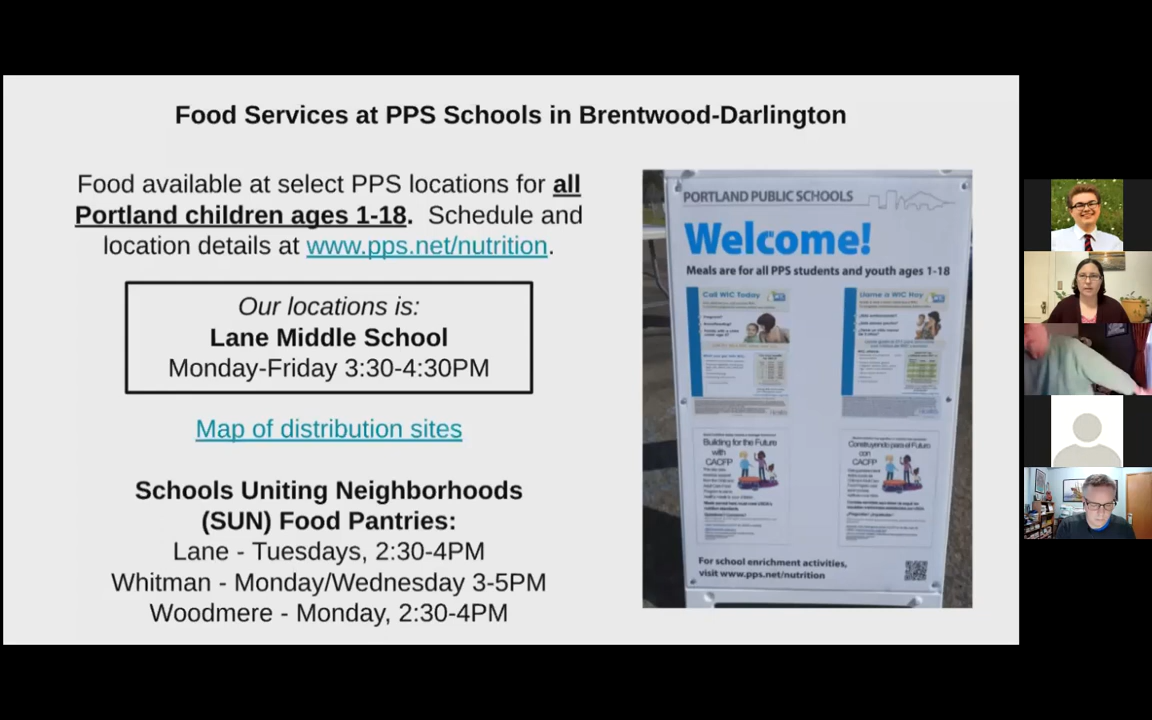 Food Services at PPS Schools in Brentwood-Darlington
Food available at select PPS locations for all
Portland children ages 1-18. Schedule and
location details at www.pps.net/nutrition.
Our locations is:
Lane Middle School
Monday-Friday 3:30-4:30PM
Map of distribution sites
Schools Uniting Neighborhoods
(SUN) Food Pantries:
Lane - Tuesdays, 2:30-4PM
Whitman - Monday/Wednesday 3-5PM
Woodmere - Monday, 2:30-4PM
PORTLAND PUBLIC SCHOOLS
Welcome!
Meals are for all PPS students and youth ages 1-18
Call WIC Today
Llame a WIC Hoy
Building for the Future
with
CACFP
Construyendo para el Futuro
con
CACFP
For school enrichment activities,
visit www.pps.net/nutrition